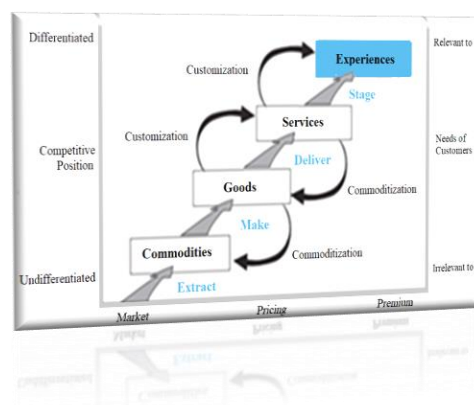 Differentiated
Relevant to
Experiences
Customization
Stage
Services
Customization
Competitive
Position
Needs of
Customers
Deliver
Goods
Commoditization
Make
Commodities
Commoditization
Undifferentiated
Irrelevant to
Extract
Market
Pricing
Premium